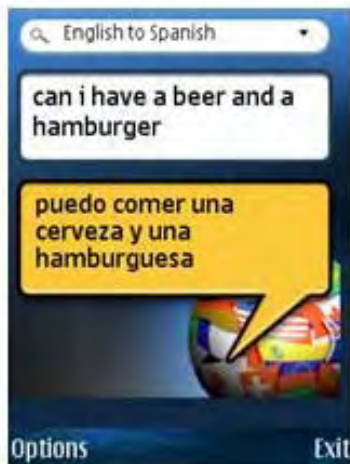 English to Spanish
can i have a beer and a
hamburger
puedo comer una
cerveza y una
hamburguesa
Options
Exit